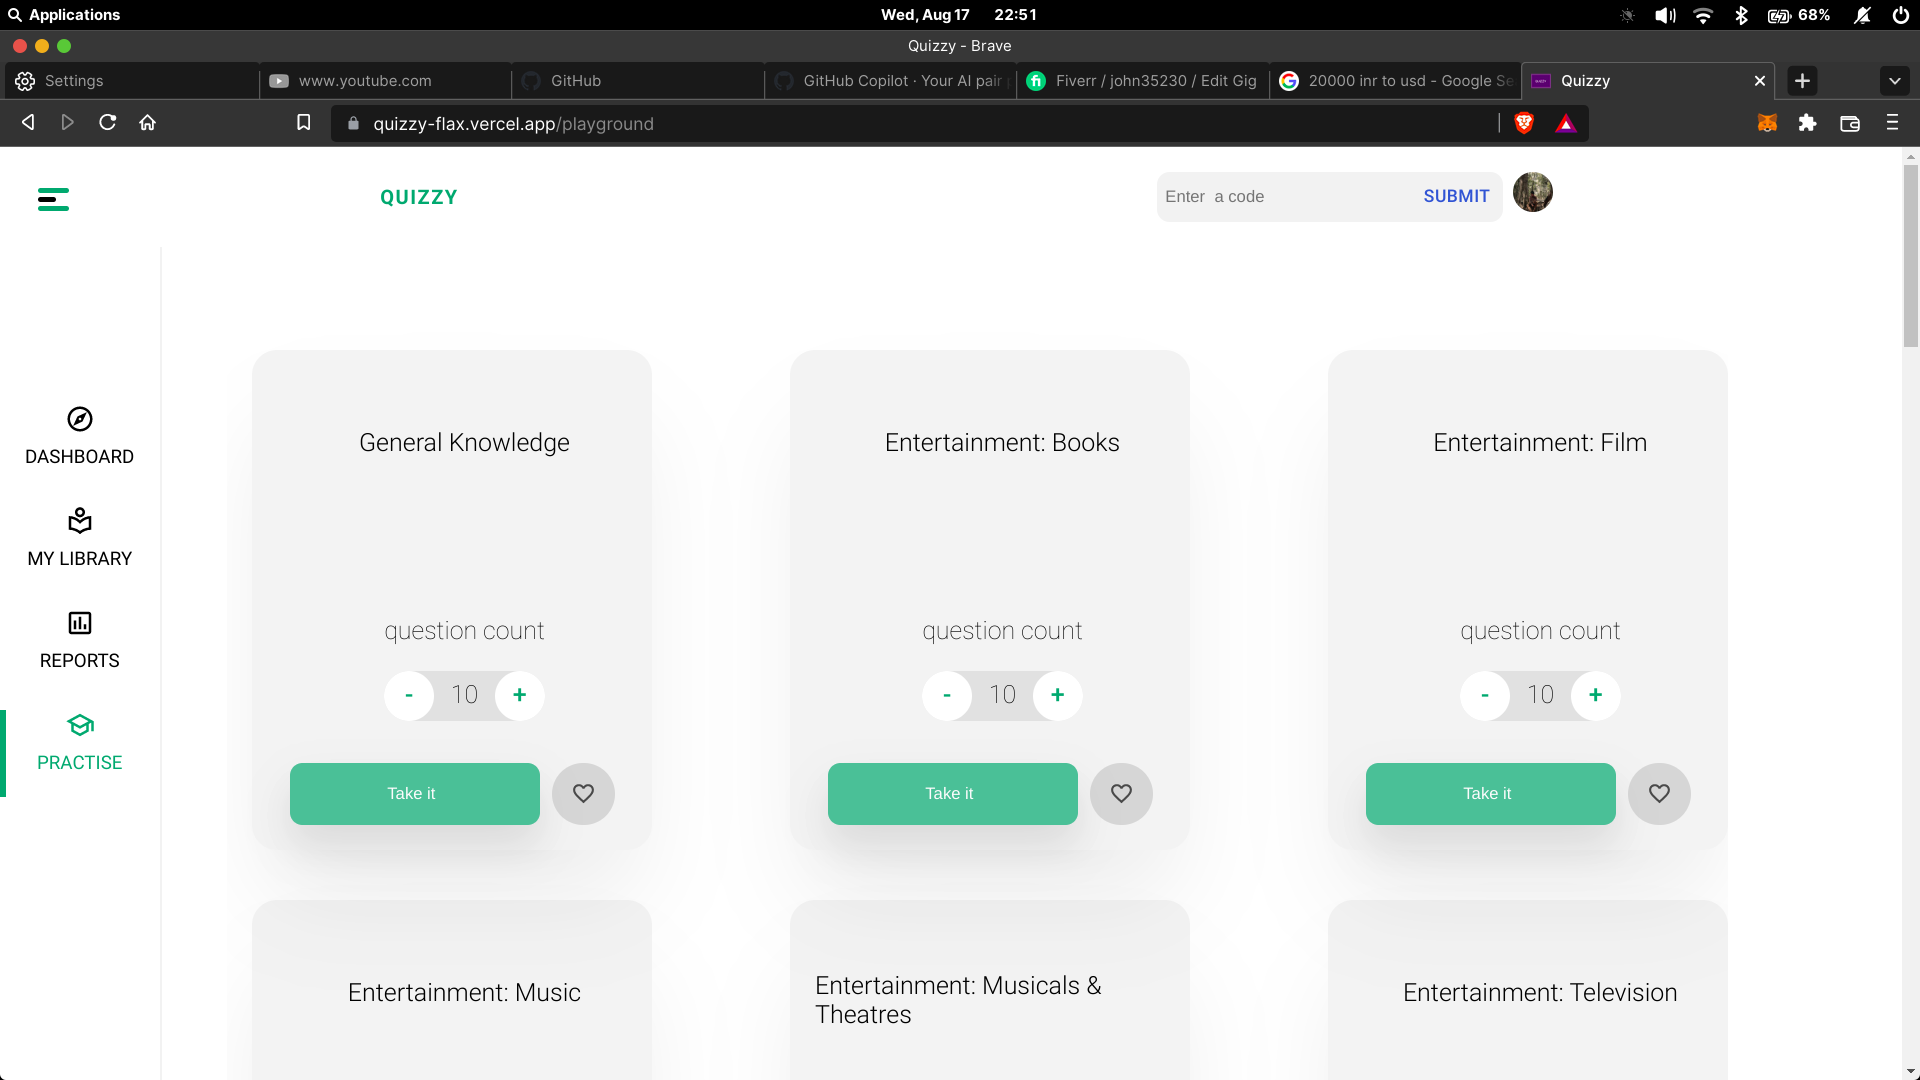 Applications
Wed, Aug 17 22:51
68%
Quizzy - Brave
Settings
www.youtube.com
GitHub
GitHub Copilot · Your AI pair
Fiverr / john35230 / Edit Gig
20000 inr to usd - Google Se
Quizzy
quizzy-flax.vercel.app/playground
QUIZZY
Enter a code
SUBMIT
DASHBOARD
MY LIBRARY
REPORTS
PRACTISE
General Knowledge
question count
- 10 +
Take it
Entertainment: Books
question count
- 10 +
Take it
Entertainment: Film
question count
- 10 +
Take it
Entertainment: Music
Entertainment: Musicals &
Theatres
Entertainment: Television